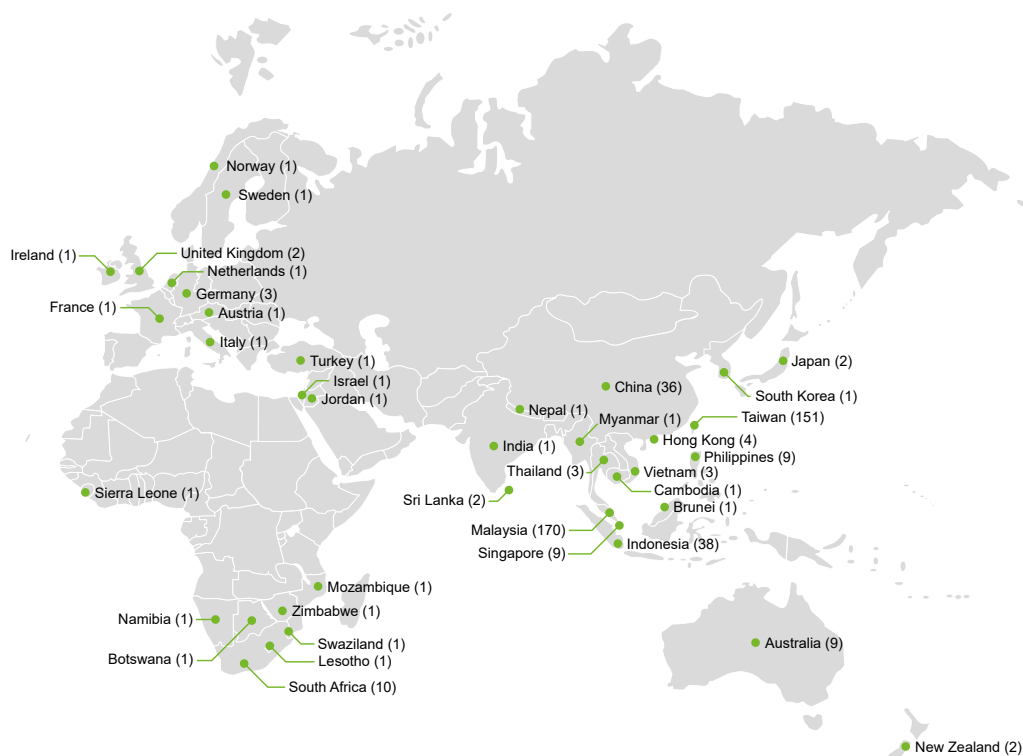 Norway (1)
Sweden (1)
Ireland (1)
United Kingdom (2)
Netherlands (1)
Germany (3)
France (1)
Austria (1)
Italy (1)
Turkey (1)
Israel (1)
Jordan (1)
Japan (2)
China (36)
South Korea (1)
Nepal (1)
Myanmar (1)
Taiwan (151)
India (1)
Hong Kong (4)
Philippines (9)
Thailand (3)
Vietnam (3)
Cambodia (1)
Sierra Leone (1)
Sri Lanka (2)
Brunei (1)
Malaysia (170)
Singapore (9)
Indonesia (38)
Mozambique (1)
Zimbabwe (1)
Namibia (1)
Swaziland (1)
Botswana (1)
Lesotho (1)
South Africa (10)
Australia (9)
New Zealand (2)